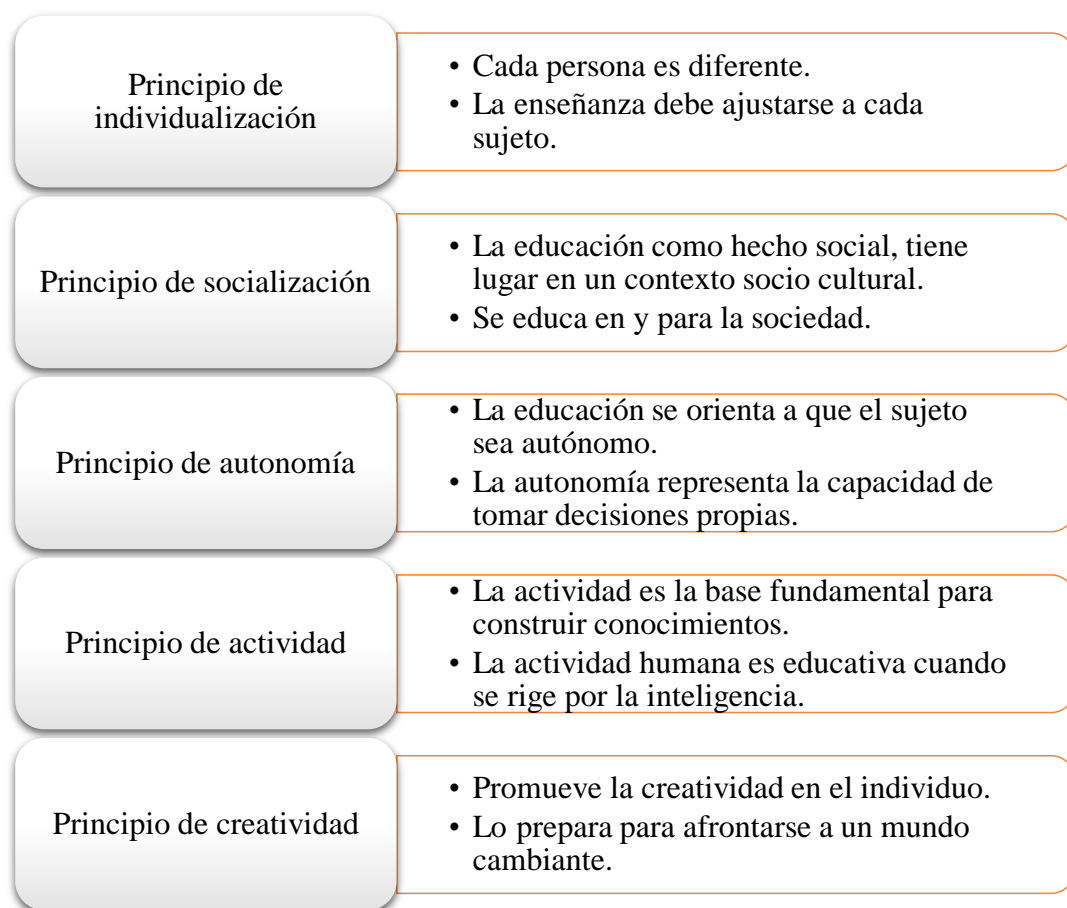 Principio de
individualización
• Cada persona es diferente.
• La enseñanza debe ajustarse a cada
sujeto.
Principio de socialización
• La educación como hecho social, tiene
lugar en un contexto socio cultural.
• Se educa en y para la sociedad.
Principio de autonomía
• La educación se orienta a que el sujeto
sea autónomo.
• La autonomía representa la capacidad de
tomar decisiones propias.
Principio de actividad
• La actividad es la base fundamental para
construir conocimientos.
• La actividad humana es educativa cuando
se rige por la inteligencia.
Principio de creatividad
• Promueve la creatividad en el individuo.
• Lo prepara para afrontarse a un mundo
cambiante.